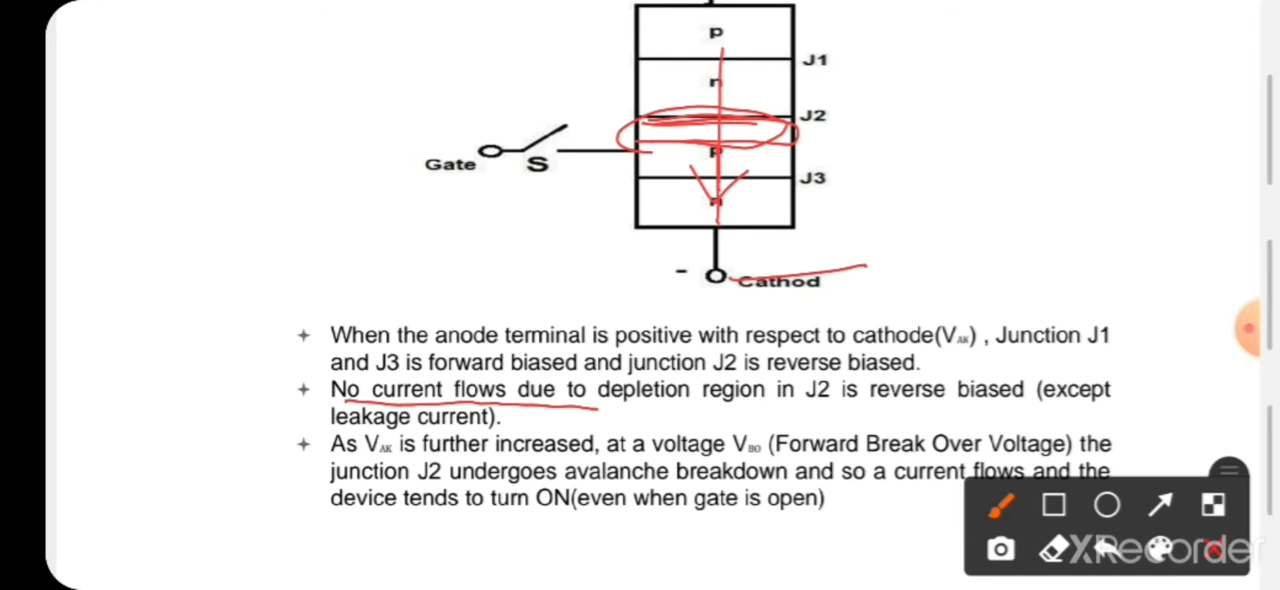 p
J1
n
J2
Gate
S
p
J3
n
-
Cathod
When the anode terminal is positive with respect to cathode(VAK) , Junction J1
and J3 is forward biased and junction J2 is reverse biased.
No current flows due to depletion region in J2 is reverse biased (except
leakage current).
As VAK is further increased, at a voltage VBO (Forward Break Over Voltage) the
junction J2 undergoes avalanche breakdown and so a current flows and the
device tends to turn ON(even when gate is open)
XRecorder